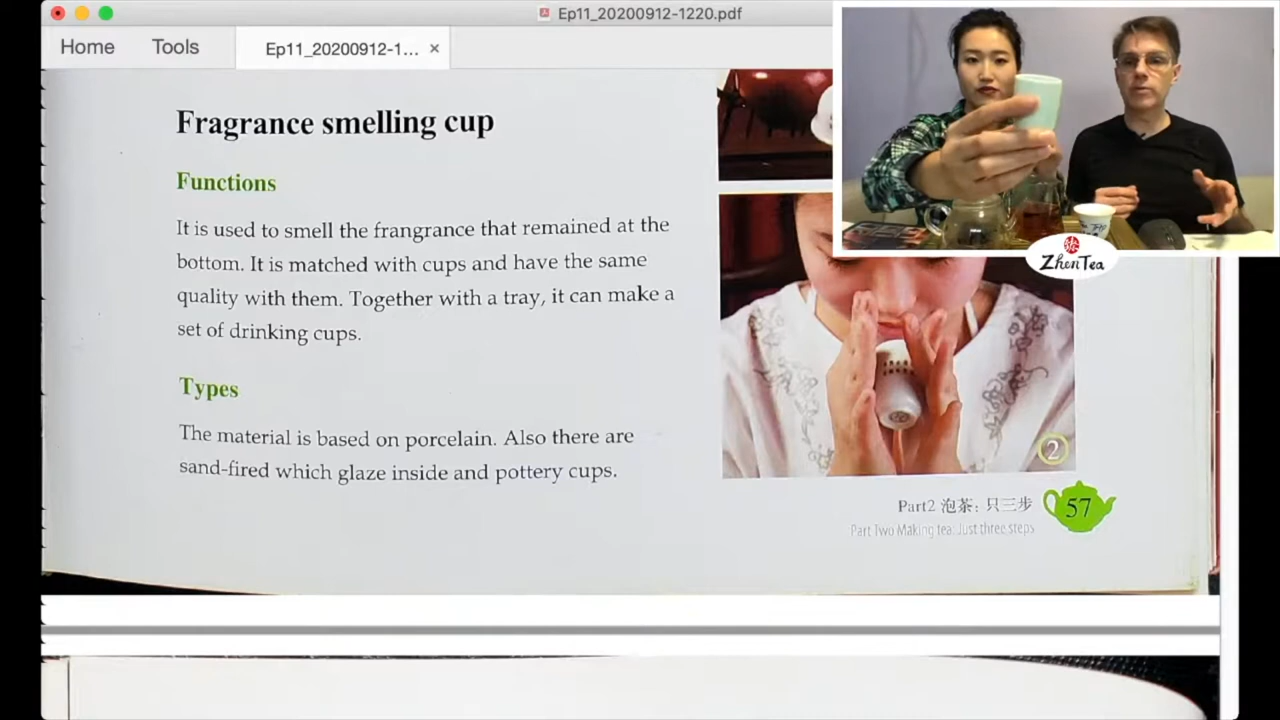 Ep11_20200912-1220.pdf
Home
Tools
Ep11_20200912-1... ×
Fragrance smelling cup
Functions
It is used to smell the frangrance that remained at the
bottom. It is matched with cups and have the same
quality with them. Together with a tray, it can make a
set of drinking cups.
Types
The material is based on porcelain. Also there are
sand-fired which glaze inside and pottery cups.
ZhenTea
2
Part2 泡茶：只三步
57
Part Two Making tea: Just three steps